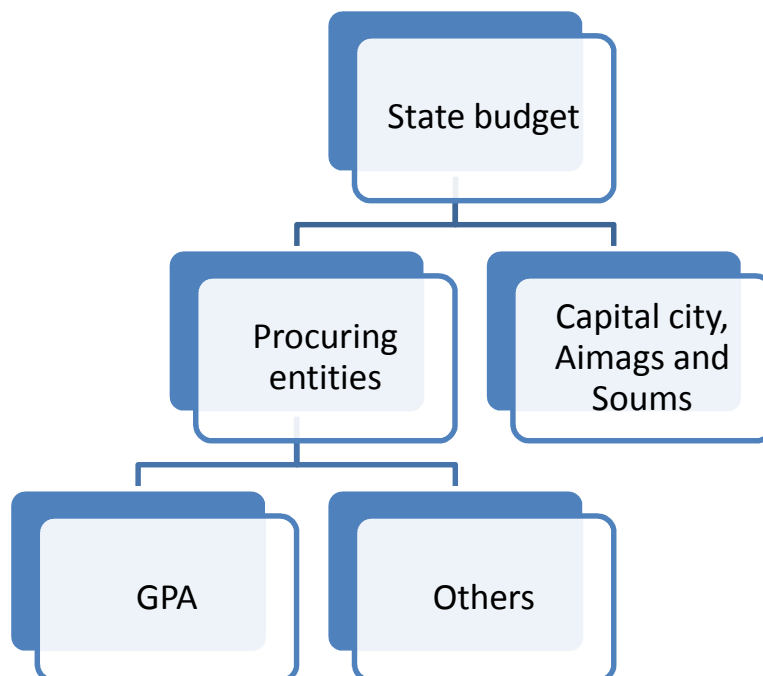 State budget
Procuring
entities
Capital city,
Aimags and
Soums
GPA
Others